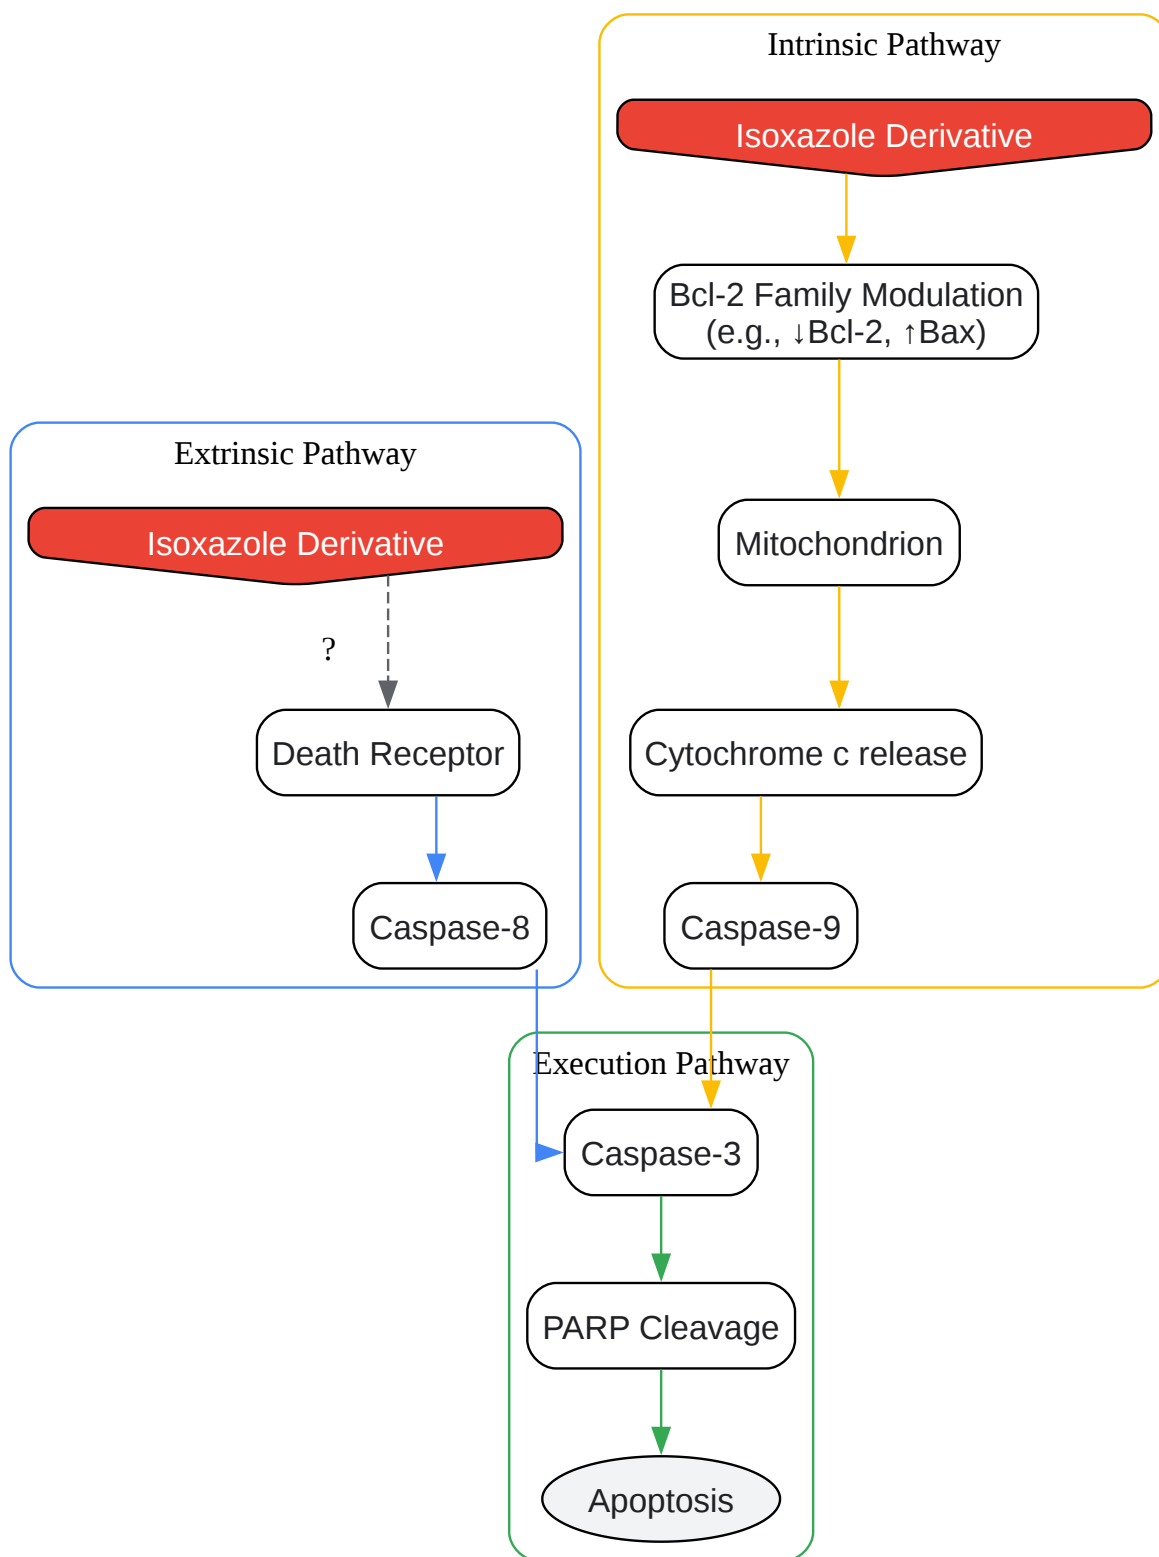 Intrinsic Pathway
Isoxazole Derivative
Bcl-2 Family Modulation
(e.g., ↓Bcl-2, ↑Bax)
Mitochondrion
Cytochrome c release
Caspase-9
Extrinsic Pathway
Isoxazole Derivative
?
Death Receptor
Caspase-8
Execution Pathway
Caspase-3
PARP Cleavage
Apoptosis